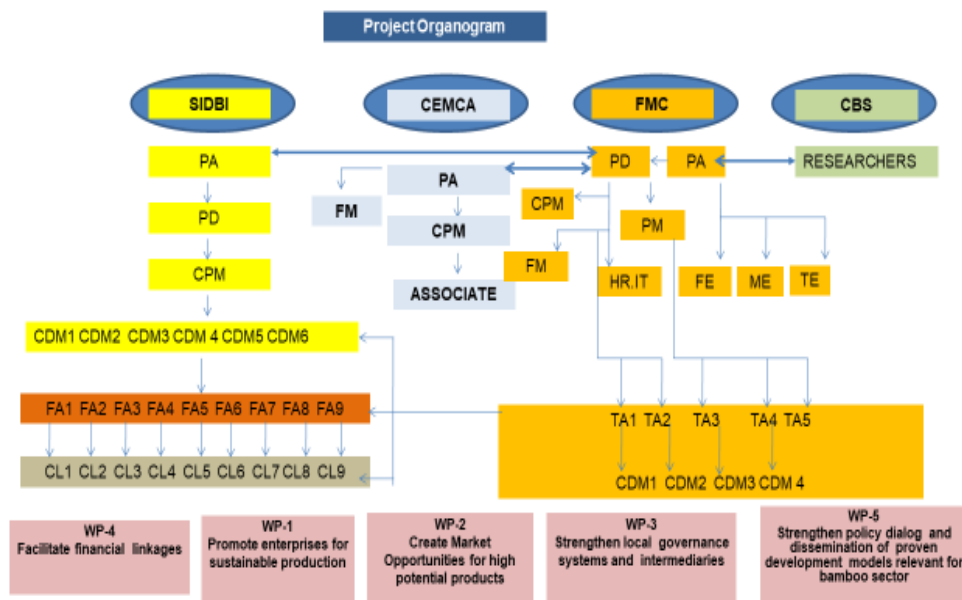 Project Organogram
SIDBI
CEMCA
FMC
CBS
PA
PD
PA
RESEARCHERS
PA
FM
CPM
PD
CPM
PM
CPM
FM
HR.IT
FE
ME
TE
ASSOCIATE
CDM1 CDM2 CDM3 CDM 4 CDM5 CDM6
FA1 FA2 FA3 FA4 FA5 FA6 FA7 FA8 FA9
TA1 TA2 TA3 TA4 TA5
CL1 CL2 CL3 CL4 CL5 CL6 CL7 CL8 CL9
CDM1 CDM2 CDM3 CDM 4
WP-4
Facilitate financial linkages
WP-1
Promote enterprises for
sustainable production
WP-2
Create Market
Opportunities for high
potential products
WP-3
Strengthen local governance
systems and intermediaries
WP-5
Strengthen policy dialog and
dissemination of proven
development models relevant for
bamboo sector